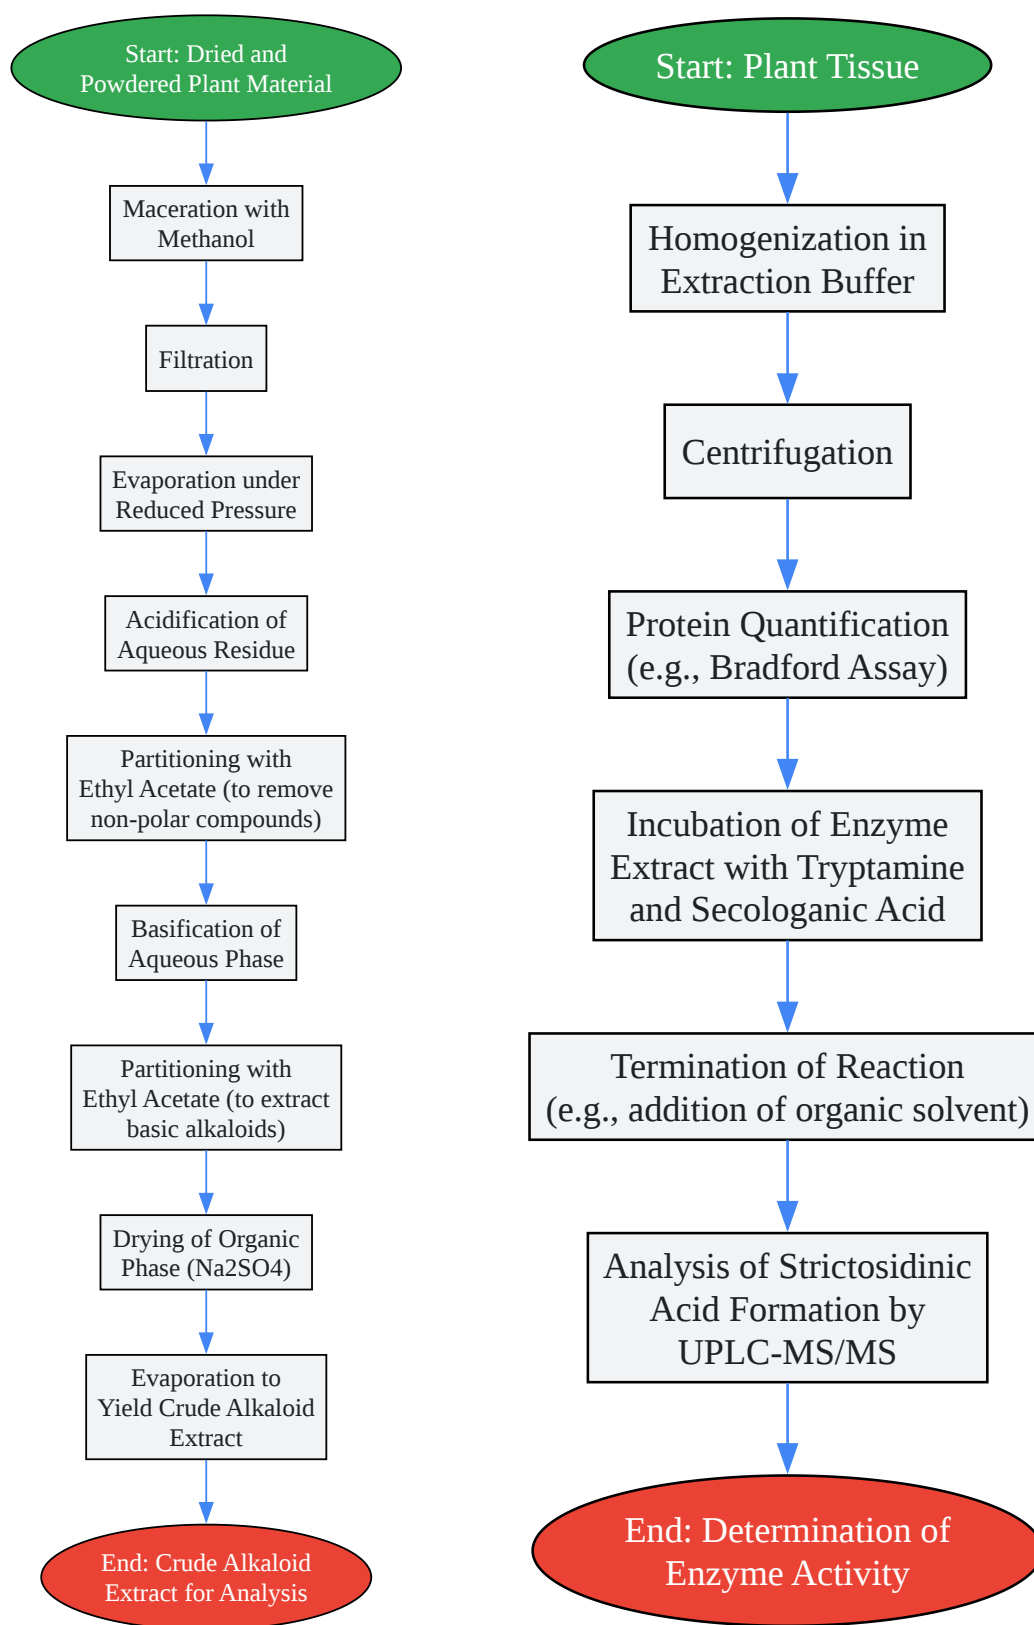 Start: Dried and
Powdered Plant Material
Maceration with
Methanol
Filtration
Evaporation under
Reduced Pressure
Acidification of
Aqueous Residue
Partitioning with
Ethyl Acetate (to remove
non-polar compounds)
Basification of
Aqueous Phase
Partitioning with
Ethyl Acetate (to extract
basic alkaloids)
Drying of Organic
Phase (Na2SO4)
Evaporation to
Yield Crude Alkaloid
Extract
End: Crude Alkaloid
Extract for Analysis
Start: Plant Tissue
Homogenization in
Extraction Buffer
Centrifugation
Protein Quantification
(e.g., Bradford Assay)
Incubation of Enzyme
Extract with Tryptamine
and Secologanic Acid
Termination of Reaction
(e.g., addition of organic solvent)
Analysis of Strictosidinic
Acid Formation by
UPLC-MS/MS
End: Determination of
Enzyme Activity